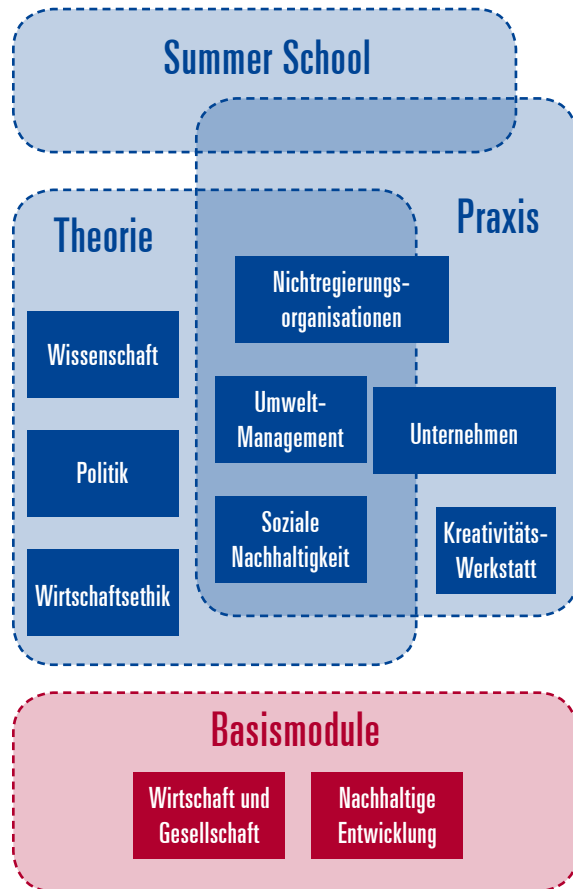 Summer School
Theorie
Praxis
Nichtregierungs-
organisationen
Wissenschaft
Umwelt-
Management
Unternehmen
Politik
Soziale
Nachhaltigkeit
Kreativitäts-
Werkstatt
Wirtschaftsethik
Basismodule
Wirtschaft und
Gesellschaft
Nachhaltige
Entwicklung